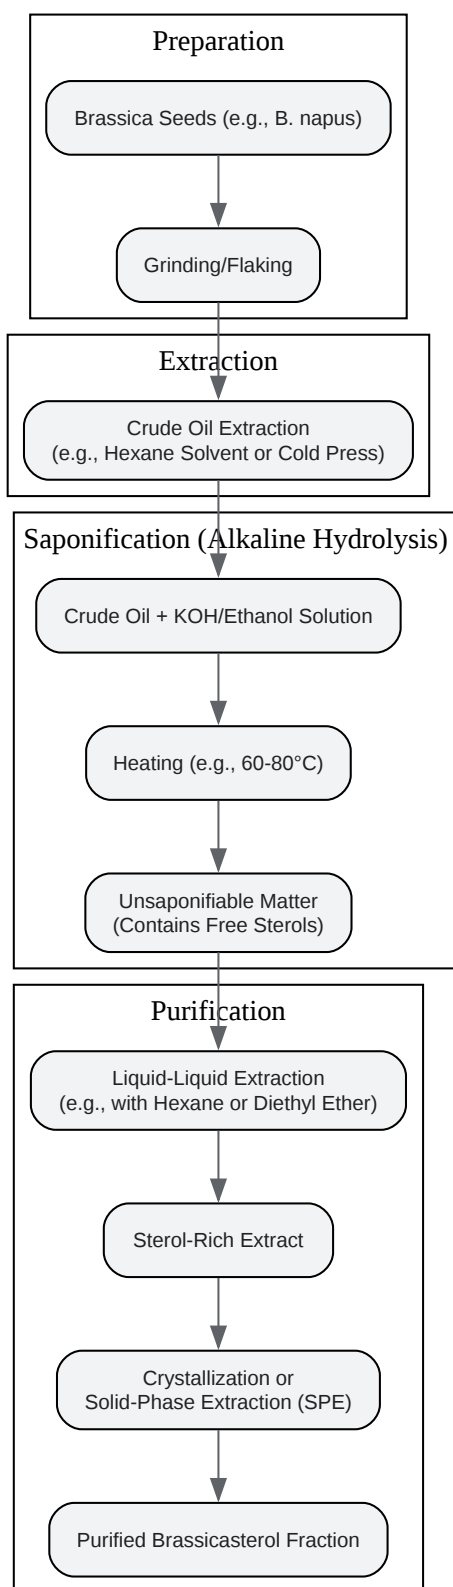 Preparation
Brassica Seeds (e.g., B. napus)
Grinding/Flaking
Extraction
Crude Oil Extraction
(e.g., Hexane Solvent or Cold Press)
Saponification (Alkaline Hydrolysis)
Crude Oil + KOH/Ethanol Solution
Heating (e.g., 60-80°C)
Unsaponifiable Matter
(Contains Free Sterols)
Purification
Liquid-Liquid Extraction
(e.g., with Hexane or Diethyl Ether)
Sterol-Rich Extract
Crystallization or
Solid-Phase Extraction (SPE)
Purified Brassicasterol Fraction